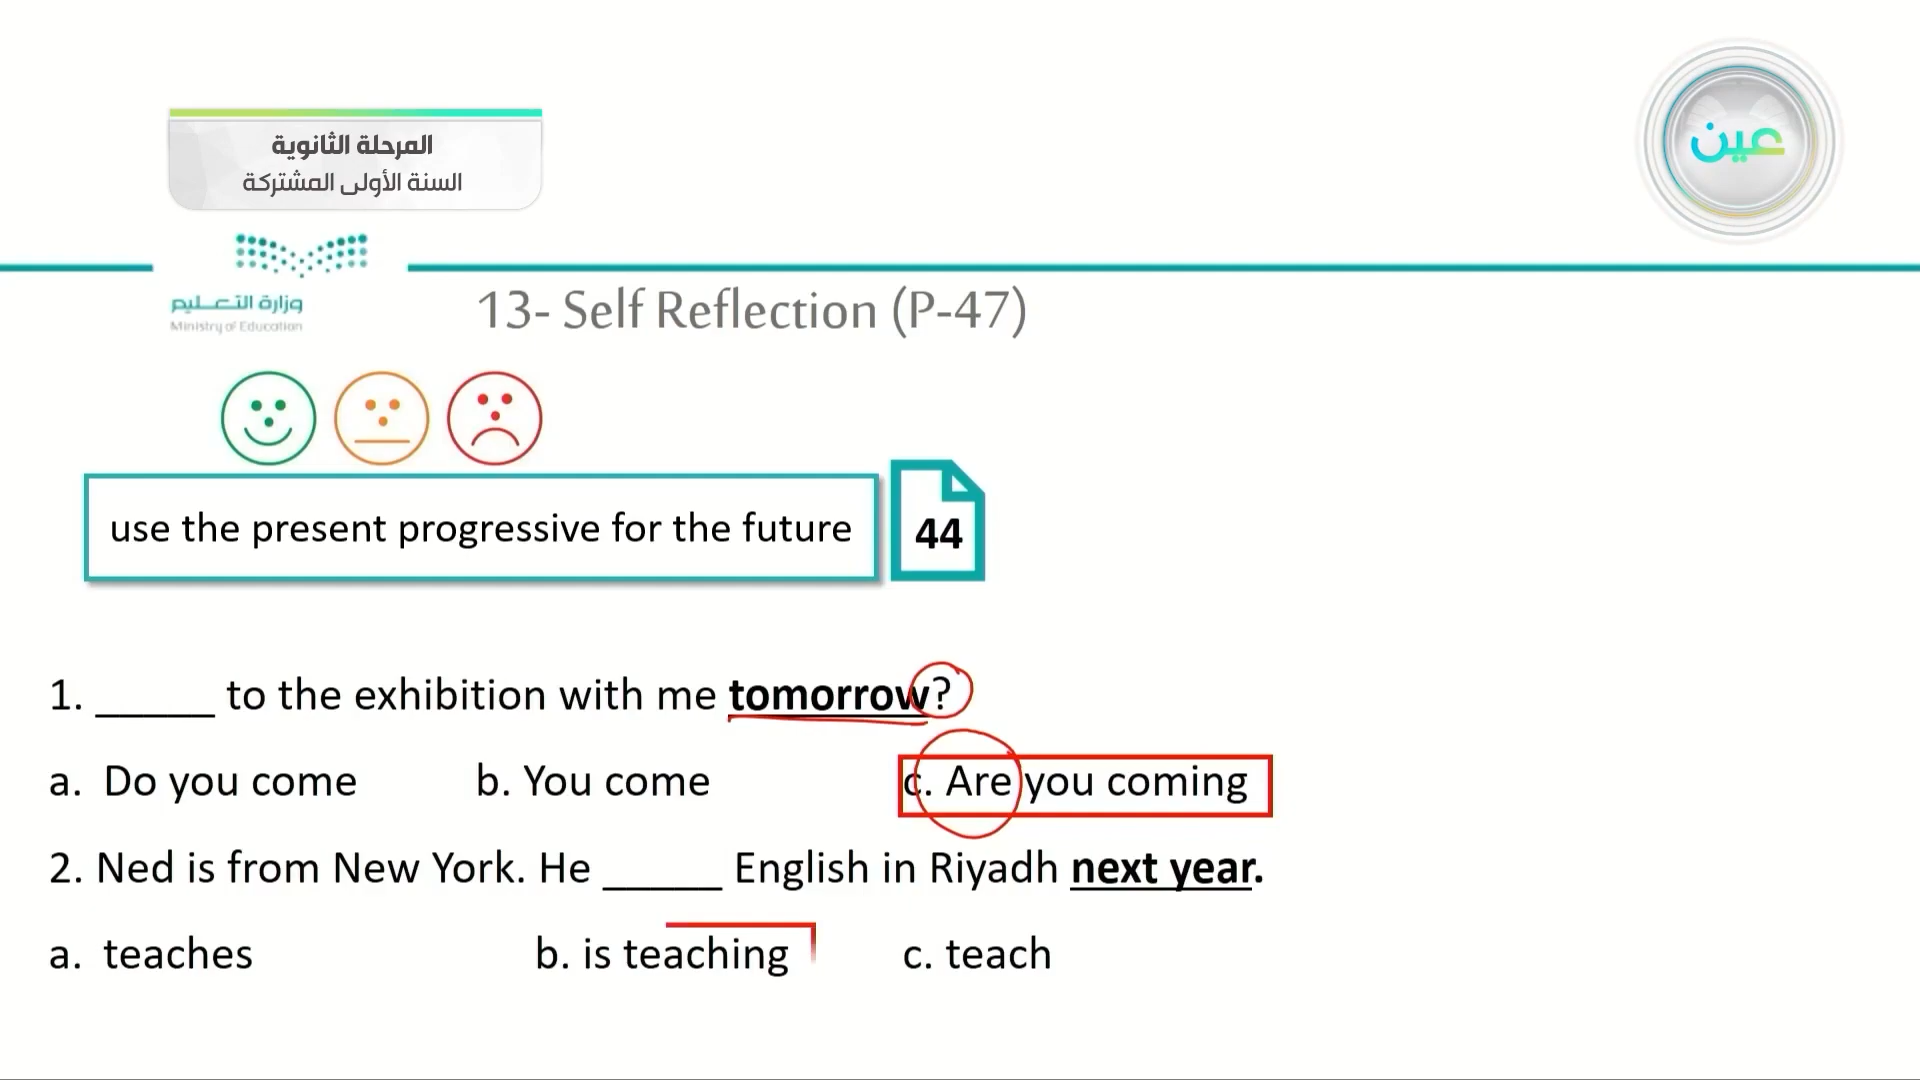 المرحلة الثانوية
السنة الأولى المشتركة
عين
وزارة التعليم
Ministry of Education
13- Self Reflection (P-47)
use the present progressive for the future
44
1. _____ to the exhibition with me tomorrow?
a. Do you come b. You come c. Are you coming
2. Ned is from New York. He _____ English in Riyadh next year.
a. teaches b. is teaching c. teach